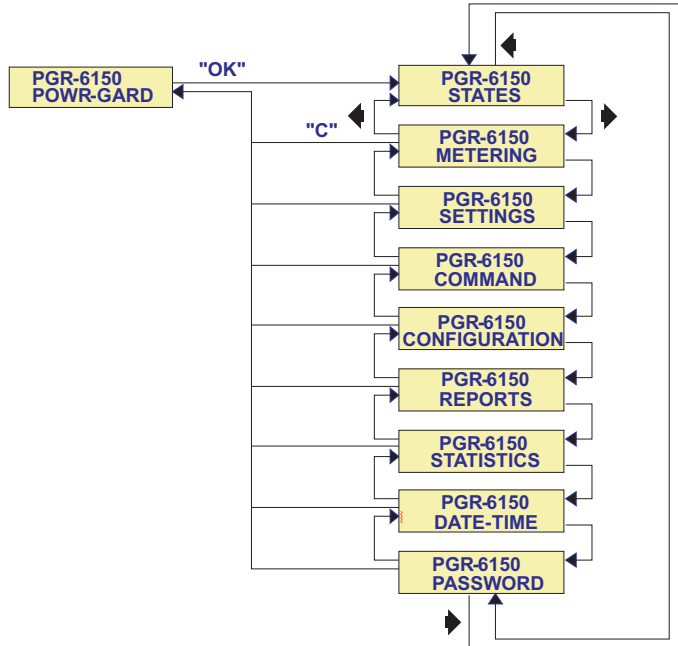 PGR-6150
POWR-GARD
"OK"
PGR-6150
STATES
"C"
PGR-6150
METERING
PGR-6150
SETTINGS
PGR-6150
COMMAND
PGR-6150
CONFIGURATION
PGR-6150
REPORTS
PGR-6150
STATISTICS
PGR-6150
DATE-TIME
PGR-6150
PASSWORD